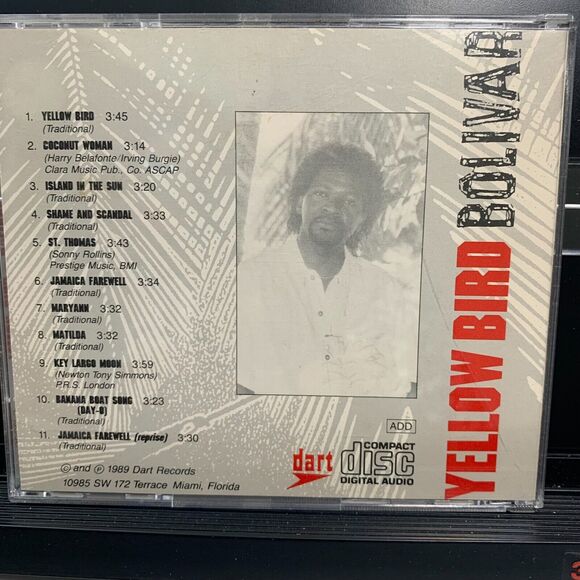 1. YELLOW BIRD 3:45
(Traditional)
2. COCONUT WOMAN 3:14
(Harry Belafonte/Irving Burgie)
Clara Music Pub., Co. ASCAP
3. ISLAND IN THE SUN 3:20
(Traditional)
4. SHAME AND SCANDAL 3:33
(Traditional)
5. ST. THOMAS 3:43
(Sonny Rollins)
Prestige Music, BMI
6. JAMAICA FAREWELL 3:34
(Traditional)
7. MARYANN 3:32
(Traditional)
8. MATILDA 3:32
(Traditional)
9. KEY LARGO MOON 3:59
(Newton Tony Simmons)
P.R.S. London
10. BANANA BOAT SONG 3:23
(DAY-O)
(Traditional)
11. JAMAICA FAREWELL (reprise) 3:30
(Traditional)
© and ℗ 1989 Dart Records
10985 SW 172 Terrace Miami, Florida
ADD
dart
COMPACT
disc
DIGITAL AUDIO
YELLOW BIRD BOLIVAR